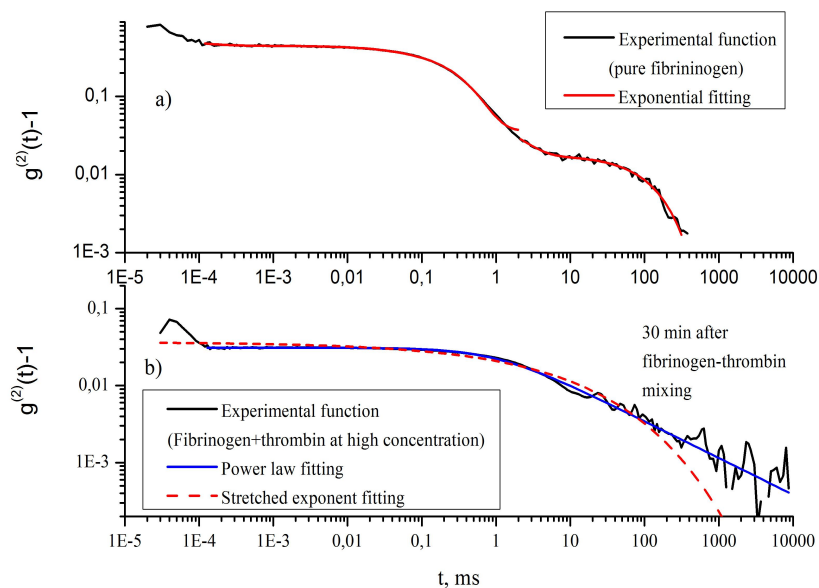 Experimental function
(pure fibrininogen)
Exponential fitting
a)
0,1
0,01
1E-3
g(2)(t)-1
1E-5 1E-4 1E-3 0,01 0,1 1 10 100 1000 10000
0,1
0,01
1E-3
g(2)(t)-1
b)
30 min after
fibrinogen-thrombin
mixing
Experimental function
(Fibrinogen+thrombin at high concentration)
Power law fitting
Stretched exponent fitting
1E-5 1E-4 1E-3 0,01 0,1 1 10 100 1000 10000
t, ms